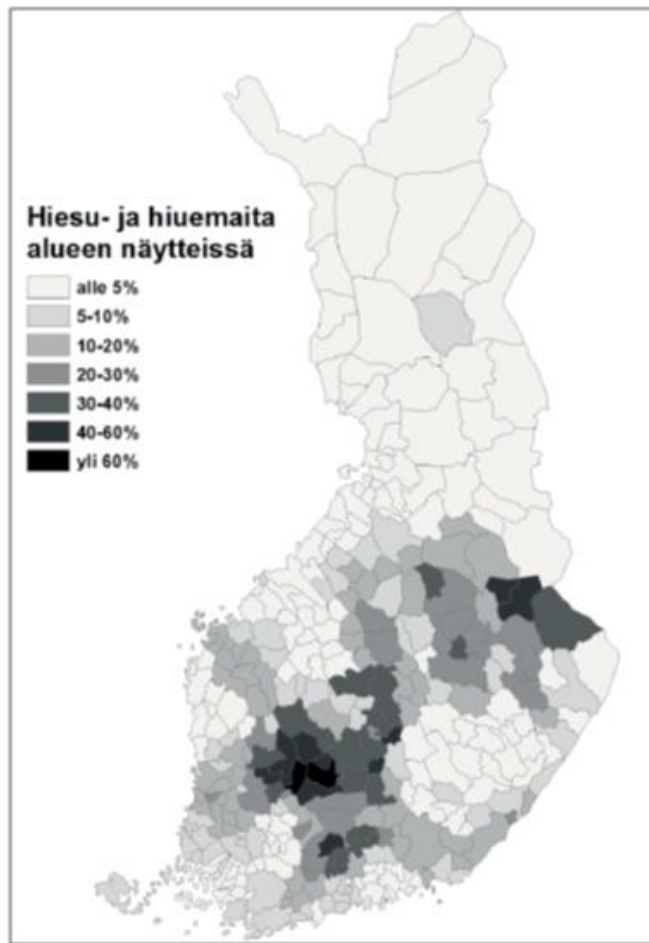 Hiesu- ja hiuemaita
alueen näytteissä
alle 5%
5-10%
10-20%
20-30%
30-40%
40-60%
yli 60%